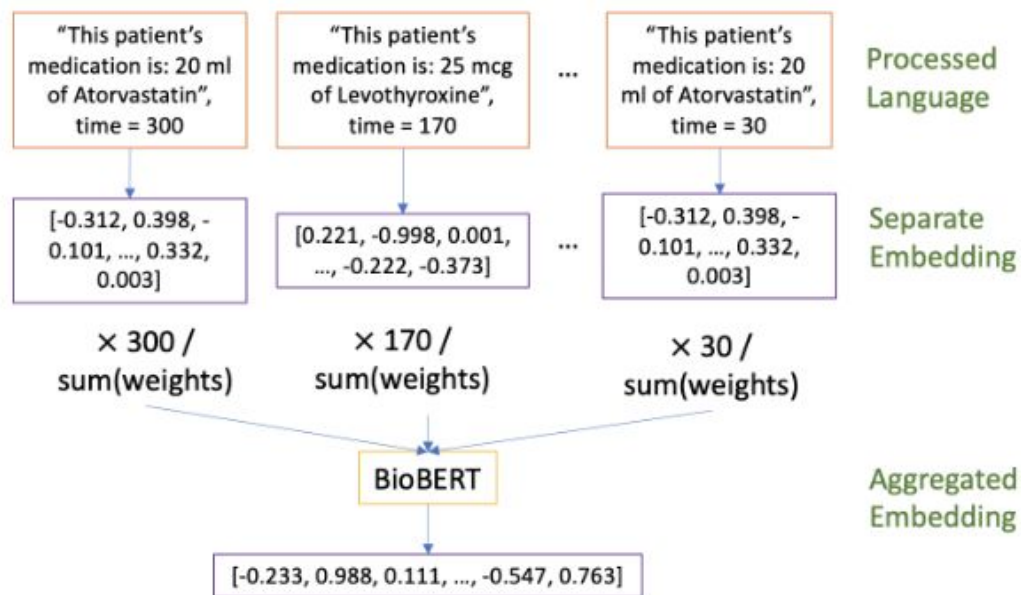 “This patient’s
medication is: 20 ml
of Atorvastatin”,
time = 300
“This patient’s
medication is: 25 mcg
of Levothyroxine”,
time = 170
...
“This patient’s
medication is: 20
ml of Atorvastatin”,
time = 30
Processed
Language
[-0.312, 0.398, -
0.101, ..., 0.332,
0.003]
[0.221, -0.998, 0.001,
..., -0.222, -0.373]
...
[-0.312, 0.398, -
0.101, ..., 0.332,
0.003]
Separate
Embedding
× 300 /
sum(weights)
× 170 /
sum(weights)
× 30 /
sum(weights)
BioBERT
Aggregated
Embedding
[-0.233, 0.988, 0.111, ..., -0.547, 0.763]